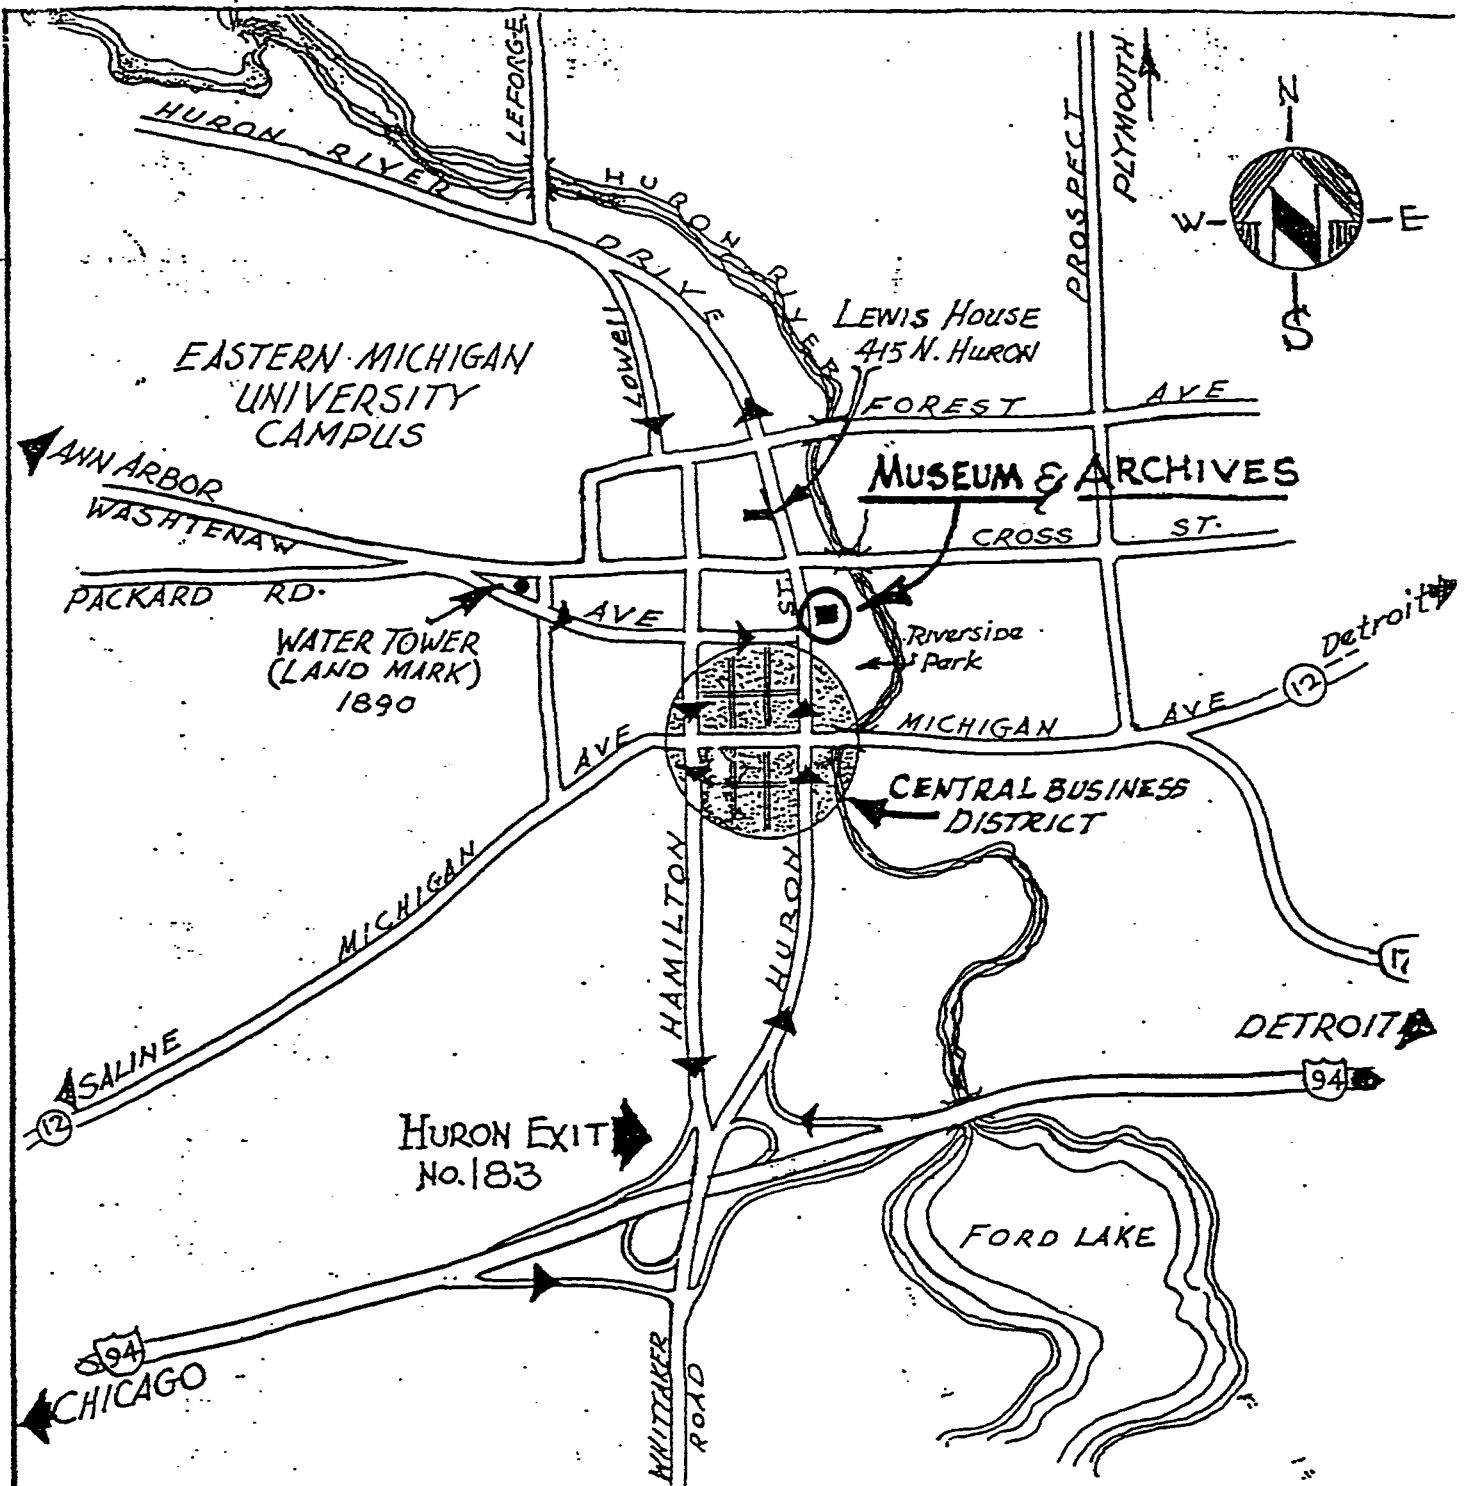 LEFORGE
PROSPECT
PLYMOUTH
N
W
E
S
HURON RIVER DRIVE
HURON RIVER
LEWIS HOUSE
415 N. HURON
LOWELL
EASTERN MICHIGAN
UNIVERSITY
CAMPUS
FOREST AVE
ANN ARBOR
MUSEUM & ARCHIVES
WASHTENAW AVE
CROSS ST.
PACKARD RD.
ST.
WATER TOWER
(LAND MARK)
1890
Riverside
Park
Detroit
12
MICHIGAN AVE
AVE
CENTRAL BUSINESS
DISTRICT
MICHIGAN
HAMILTON
HURON
17
SALINE
12
DETROIT
94
HURON EXIT
No. 183
FORD LAKE
94
CHICAGO
WHITTAKER
ROAD